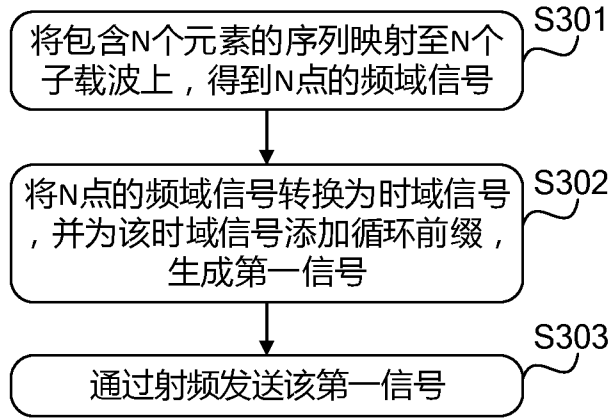 将包含N个元素的序列映射至N个
子载波上，得到N点的频域信号
S301
将N点的频域信号转换为时域信号
，并为该时域信号添加循环前缀，
生成第一信号
S302
通过射频发送该第一信号
S303